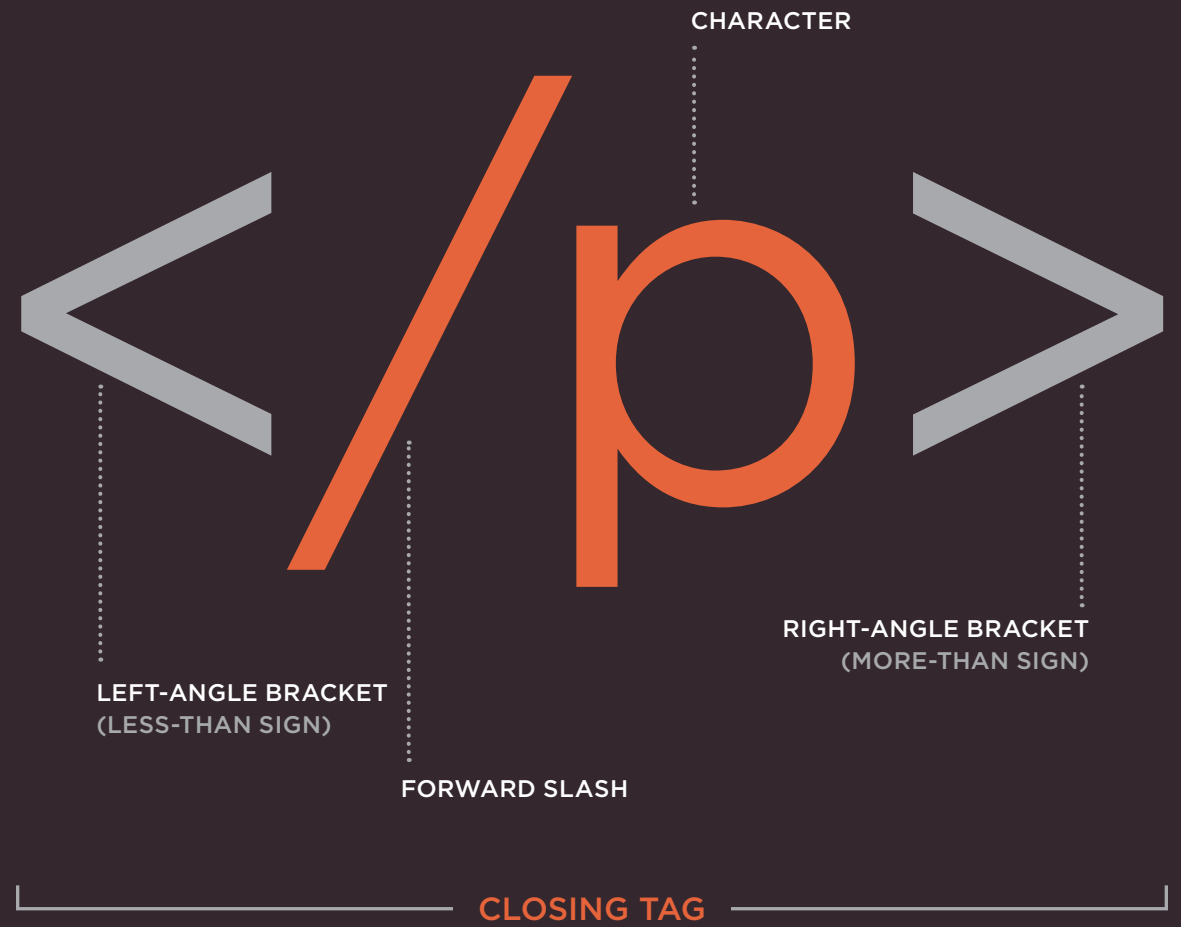 CHARACTER
</p>
RIGHT-ANGLE BRACKET
(MORE-THAN SIGN)
LEFT-ANGLE BRACKET
(LESS-THAN SIGN)
FORWARD SLASH
CLOSING TAG